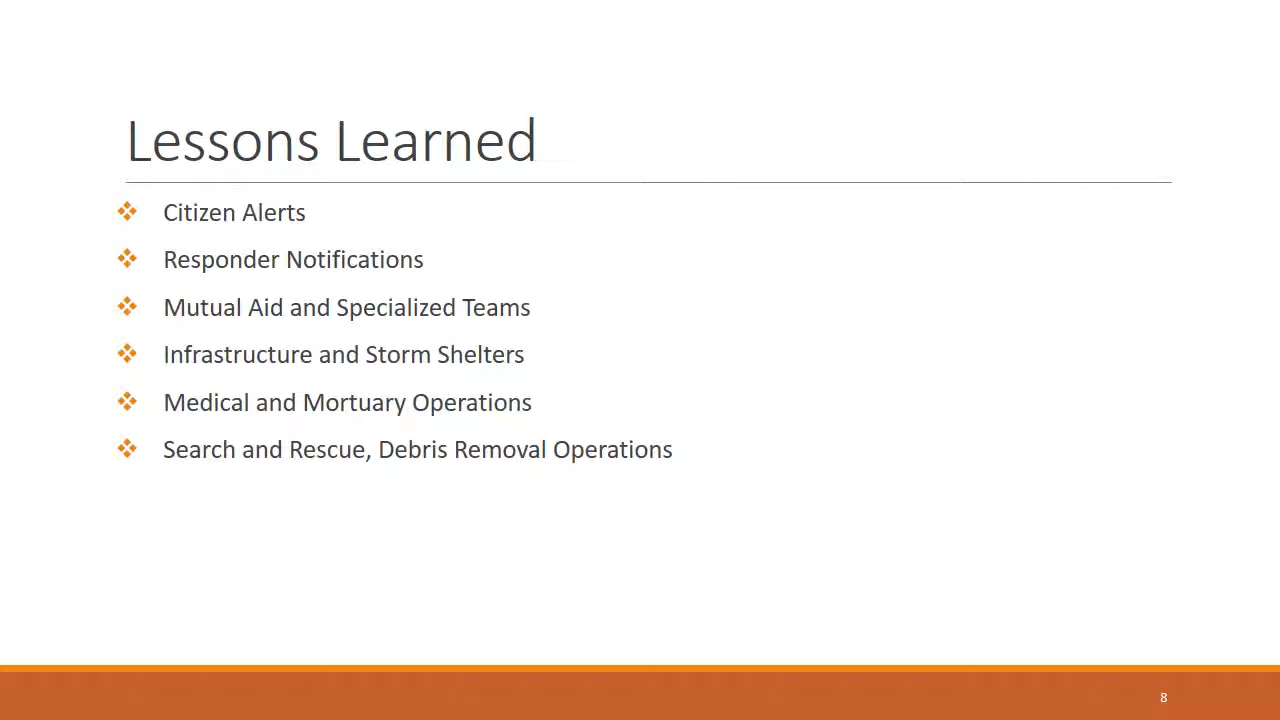 Lessons Learned
Citizen Alerts
Responder Notifications
Mutual Aid and Specialized Teams
Infrastructure and Storm Shelters
Medical and Mortuary Operations
Search and Rescue, Debris Removal Operations
8